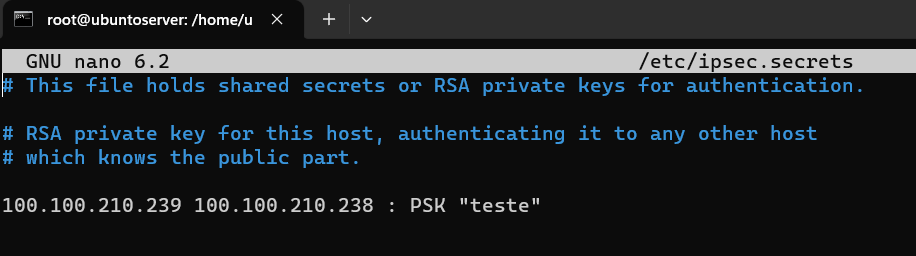 root@ubuntoserver: /home/u
GNU nano 6.2 /etc/ipsec.secrets
# This file holds shared secrets or RSA private keys for authentication.
# RSA private key for this host, authenticating it to any other host
# which knows the public part.
100.100.210.239 100.100.210.238 : PSK "teste"